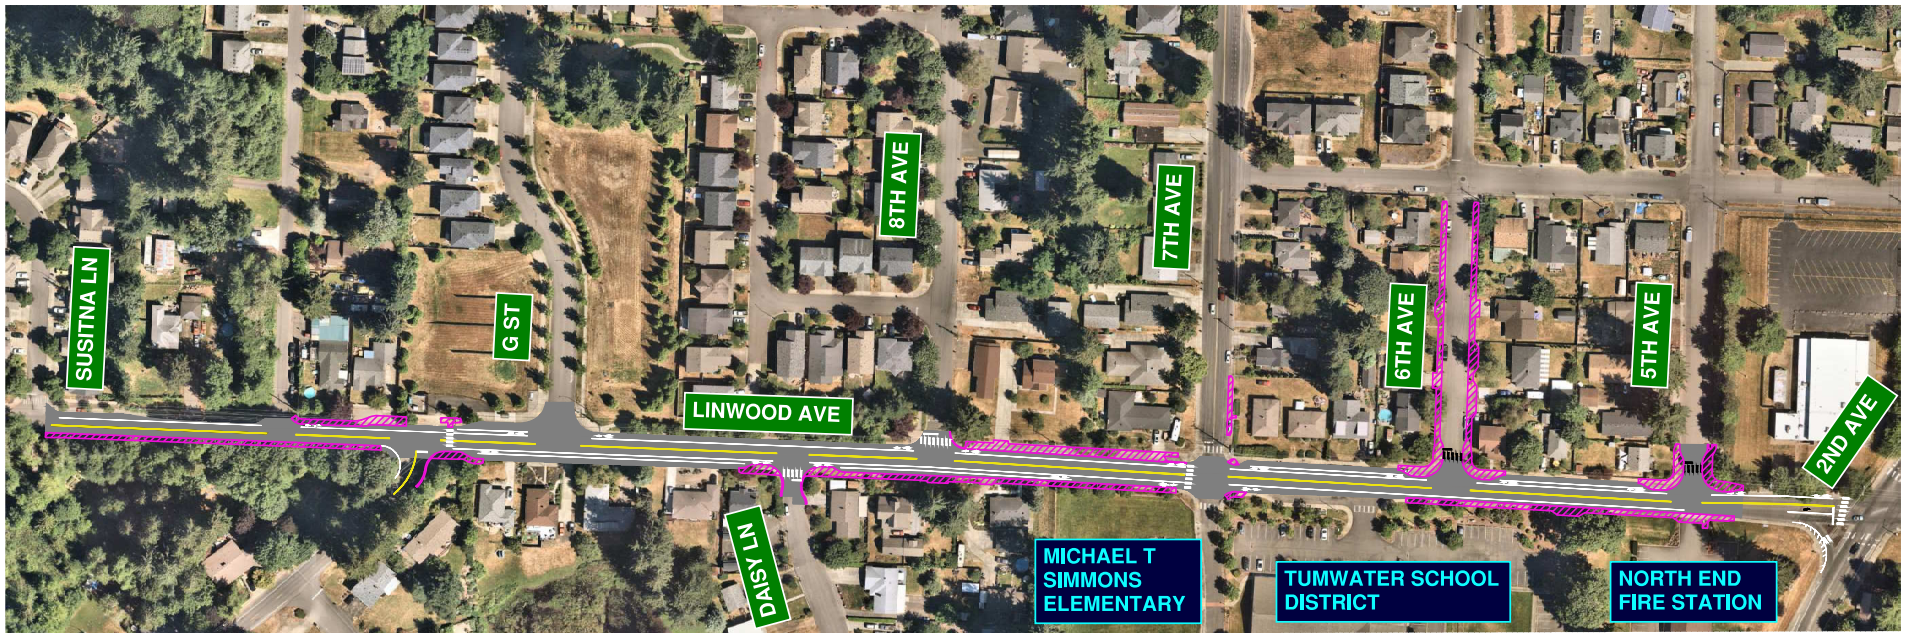 SUSITNA LN
G ST
LINWOOD AVE
8TH AVE
7TH AVE
6TH AVE
5TH AVE
2ND AVE
DAISY LN
MICHAEL T
SIMMONS
ELEMENTARY
TUMWATER SCHOOL
DISTRICT
NORTH END
FIRE STATION